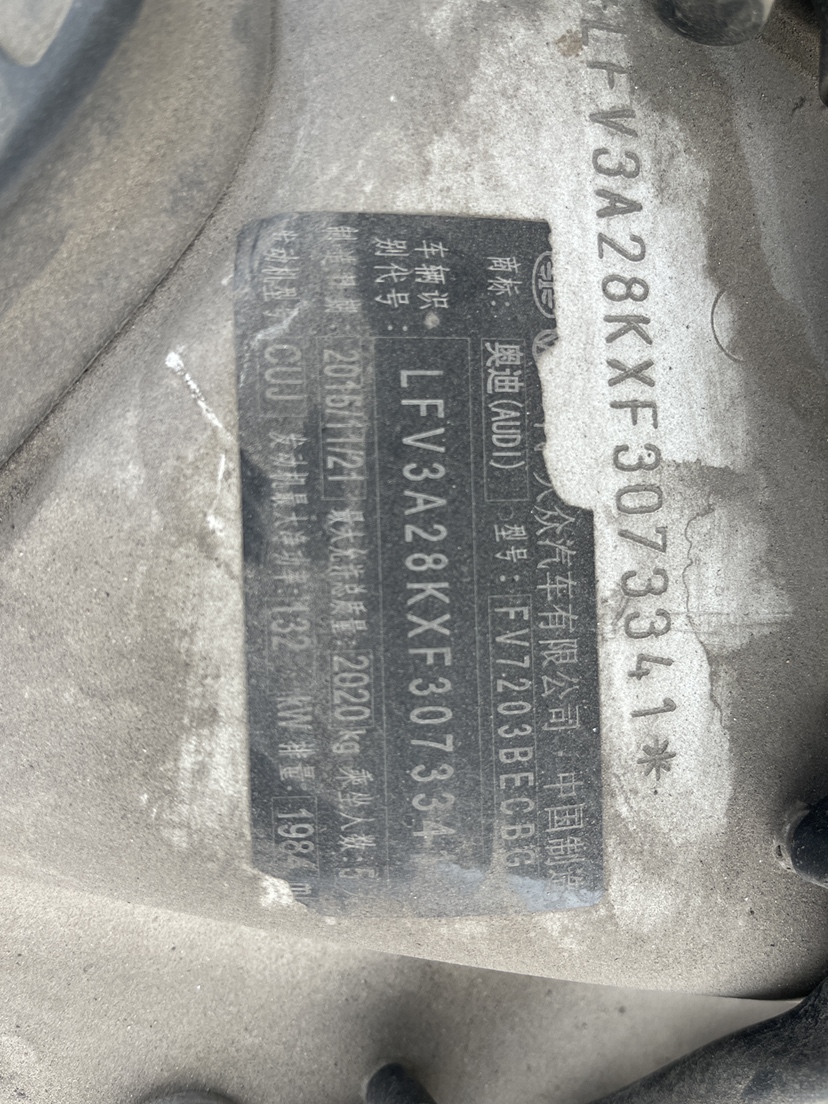 LFV3A28KXF3073341*
大众汽车有限公司·中国制造
商标: 奥迪(AUDI) 型号: FV7203BECBG
车辆识
别代号: LFV3A28KXF307334
制造日期: 2015/11/21 最大允许总质量: 2020kg 乘坐人数: 5
发动机型号 CUJ 发动机最大净功率: 132 kW 排量: 1984 m